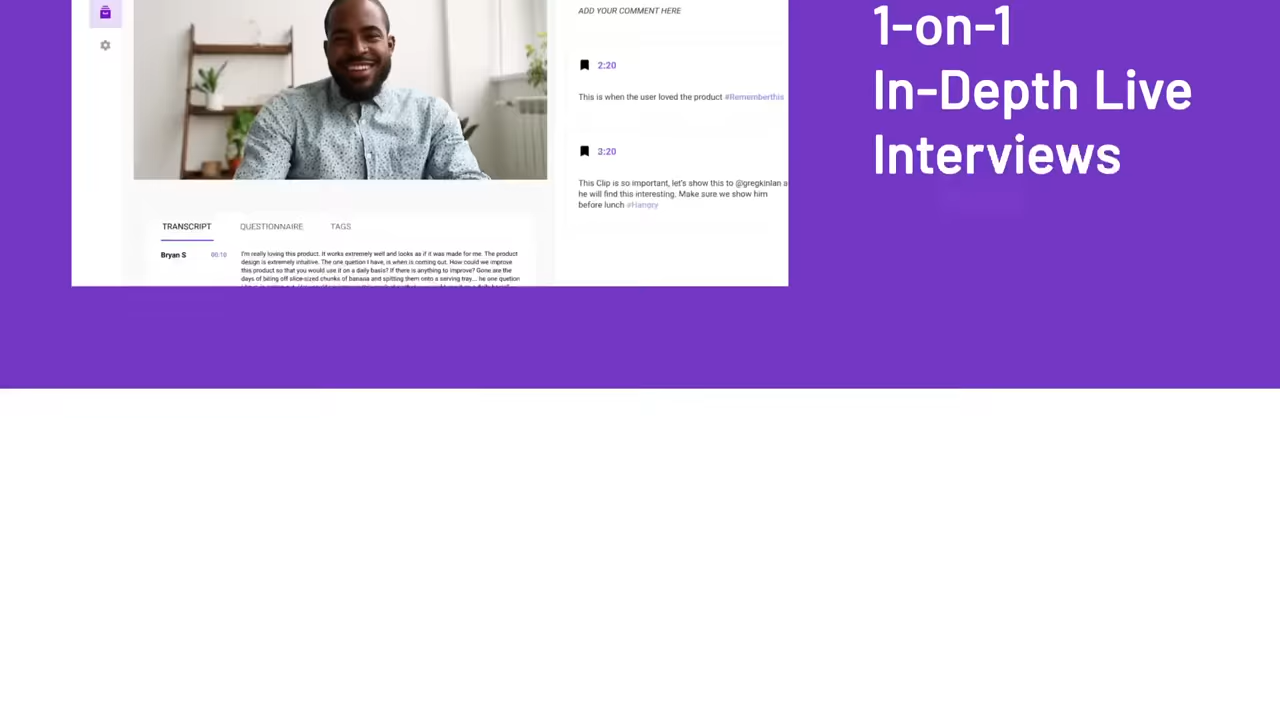 ADD YOUR COMMENT HERE
2:20
This is when the user loved the product #Rememberthis
3:20
This Clip is so important, let's show this to @gregkinlan a
he will find this interesting. Make sure we show him
before lunch #Hangry
1-on-1
In-Depth Live
Interviews
TRANSCRIPT QUESTIONNAIRE TAGS
Bryan S 00:10 I'm really loving this product. It works extremely well and looks as if it was made for me. The product
design is extremely intuitive. The one question I have, is when is coming out. How could we improve
this product so that you would use it on a daily basis? If there is anything to improve? Gone are the
days of biting off slice-sized chunks of banana and spitting them onto a serving tray... he one quetion